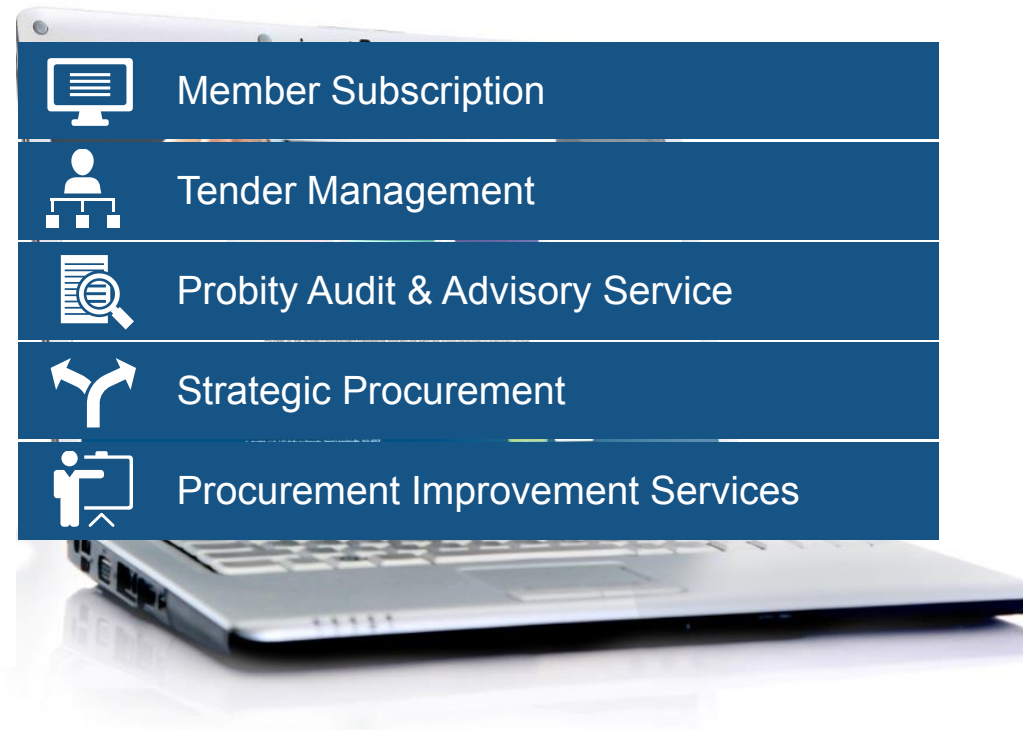 Member Subscription
Tender Management
Probity Audit & Advisory Service
Strategic Procurement
Procurement Improvement Services